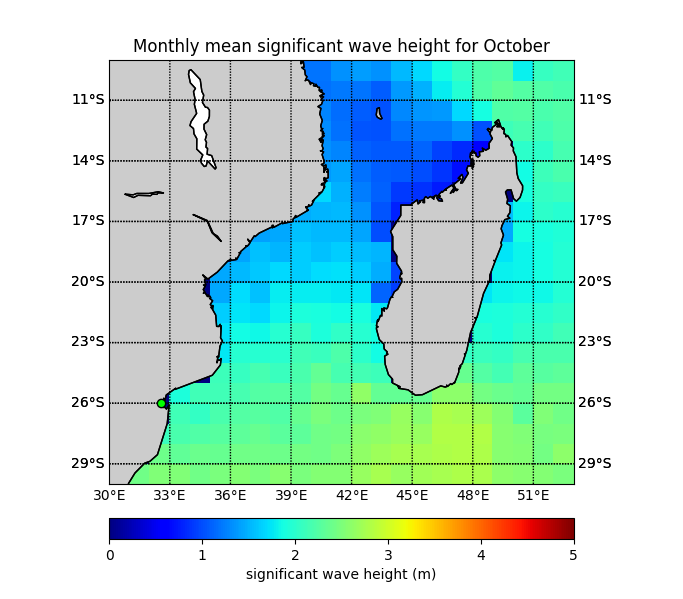 Monthly mean significant wave height for October
11°S 11°S
14°S 14°S
17°S 17°S
20°S 20°S
23°S 23°S
26°S 26°S
29°S 29°S
30°E 33°E 36°E 39°E 42°E 45°E 48°E 51°E
0 1 2 3 4 5
significant wave height (m)